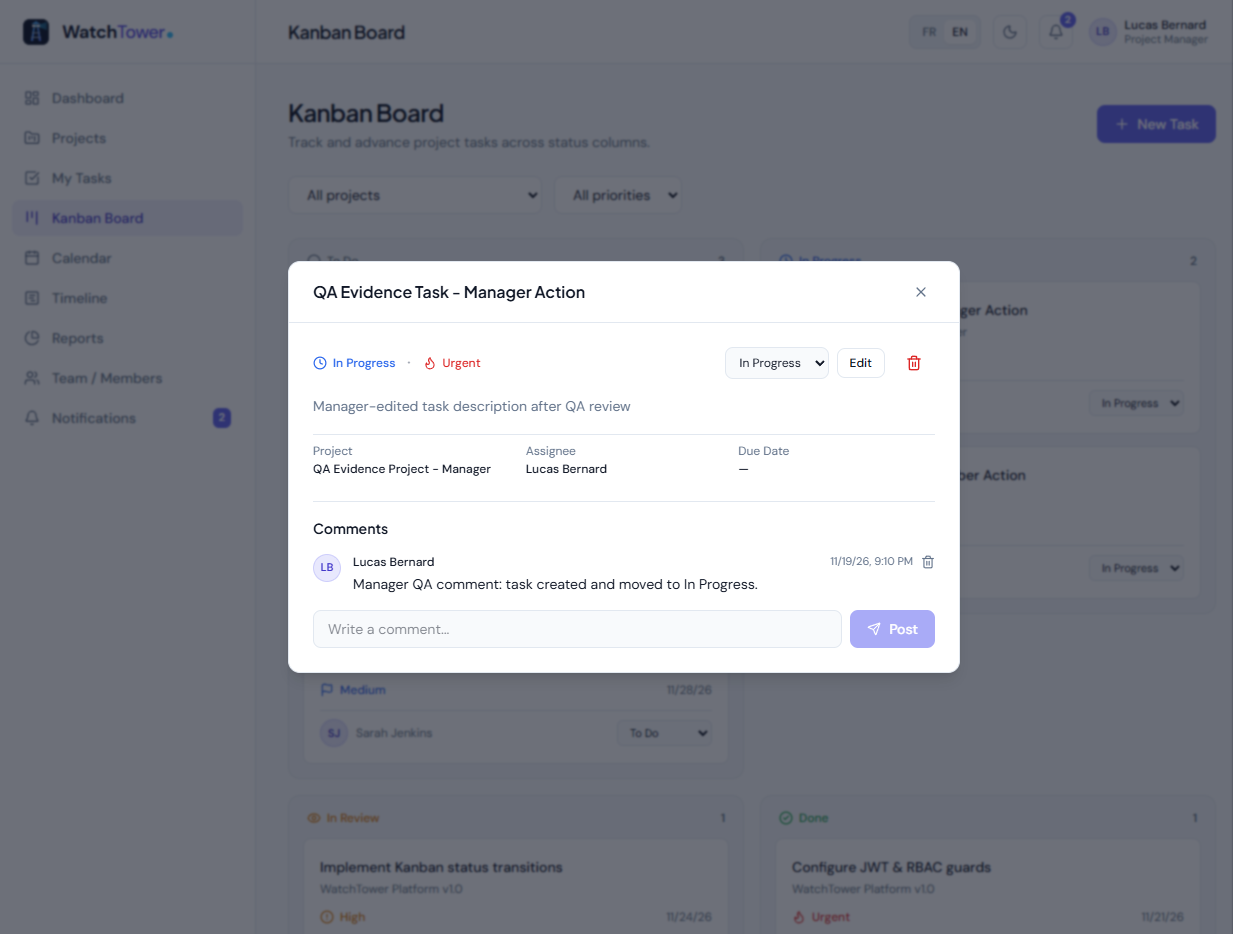 WatchTower
Kanban Board
FR EN
2
LB
Lucas Bernard
Project Manager
Dashboard
Projects
My Tasks
Kanban Board
Calendar
Timeline
Reports
Team / Members
Notifications
2
Kanban Board
Track and advance project tasks across status columns.
+ New Task
All projects
All priorities
To Do
In Progress
2
ger Action
In Progress
per Action
In Progress
QA Evidence Task - Manager Action
In Progress · Urgent
In Progress
Edit
Manager-edited task description after QA review
Project
QA Evidence Project - Manager
Assignee
Lucas Bernard
Due Date
—
Comments
LB
Lucas Bernard
11/19/26, 9:10 PM
Manager QA comment: task created and moved to In Progress.
Write a comment...
Post
Medium
11/28/26
SJ
Sarah Jenkins
To Do
In Review
1
Implement Kanban status transitions
WatchTower Platform v1.0
High
11/24/26
Done
1
Configure JWT & RBAC guards
WatchTower Platform v1.0
Urgent
11/21/26